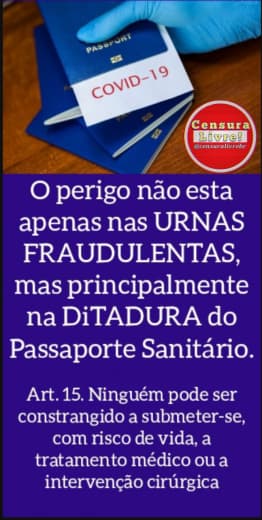 PASSPORT
COVID-19
Censura
Livre!
@censuralivrebr
O perigo não esta
apenas nas URNAS
FRAUDULENTAS,
mas principalmente
na DiTADURA do
Passaporte Sanitário.
Art. 15. Ninguém pode ser
constrangido a submeter-se,
com risco de vida, a
tratamento médico ou a
intervenção cirúrgica